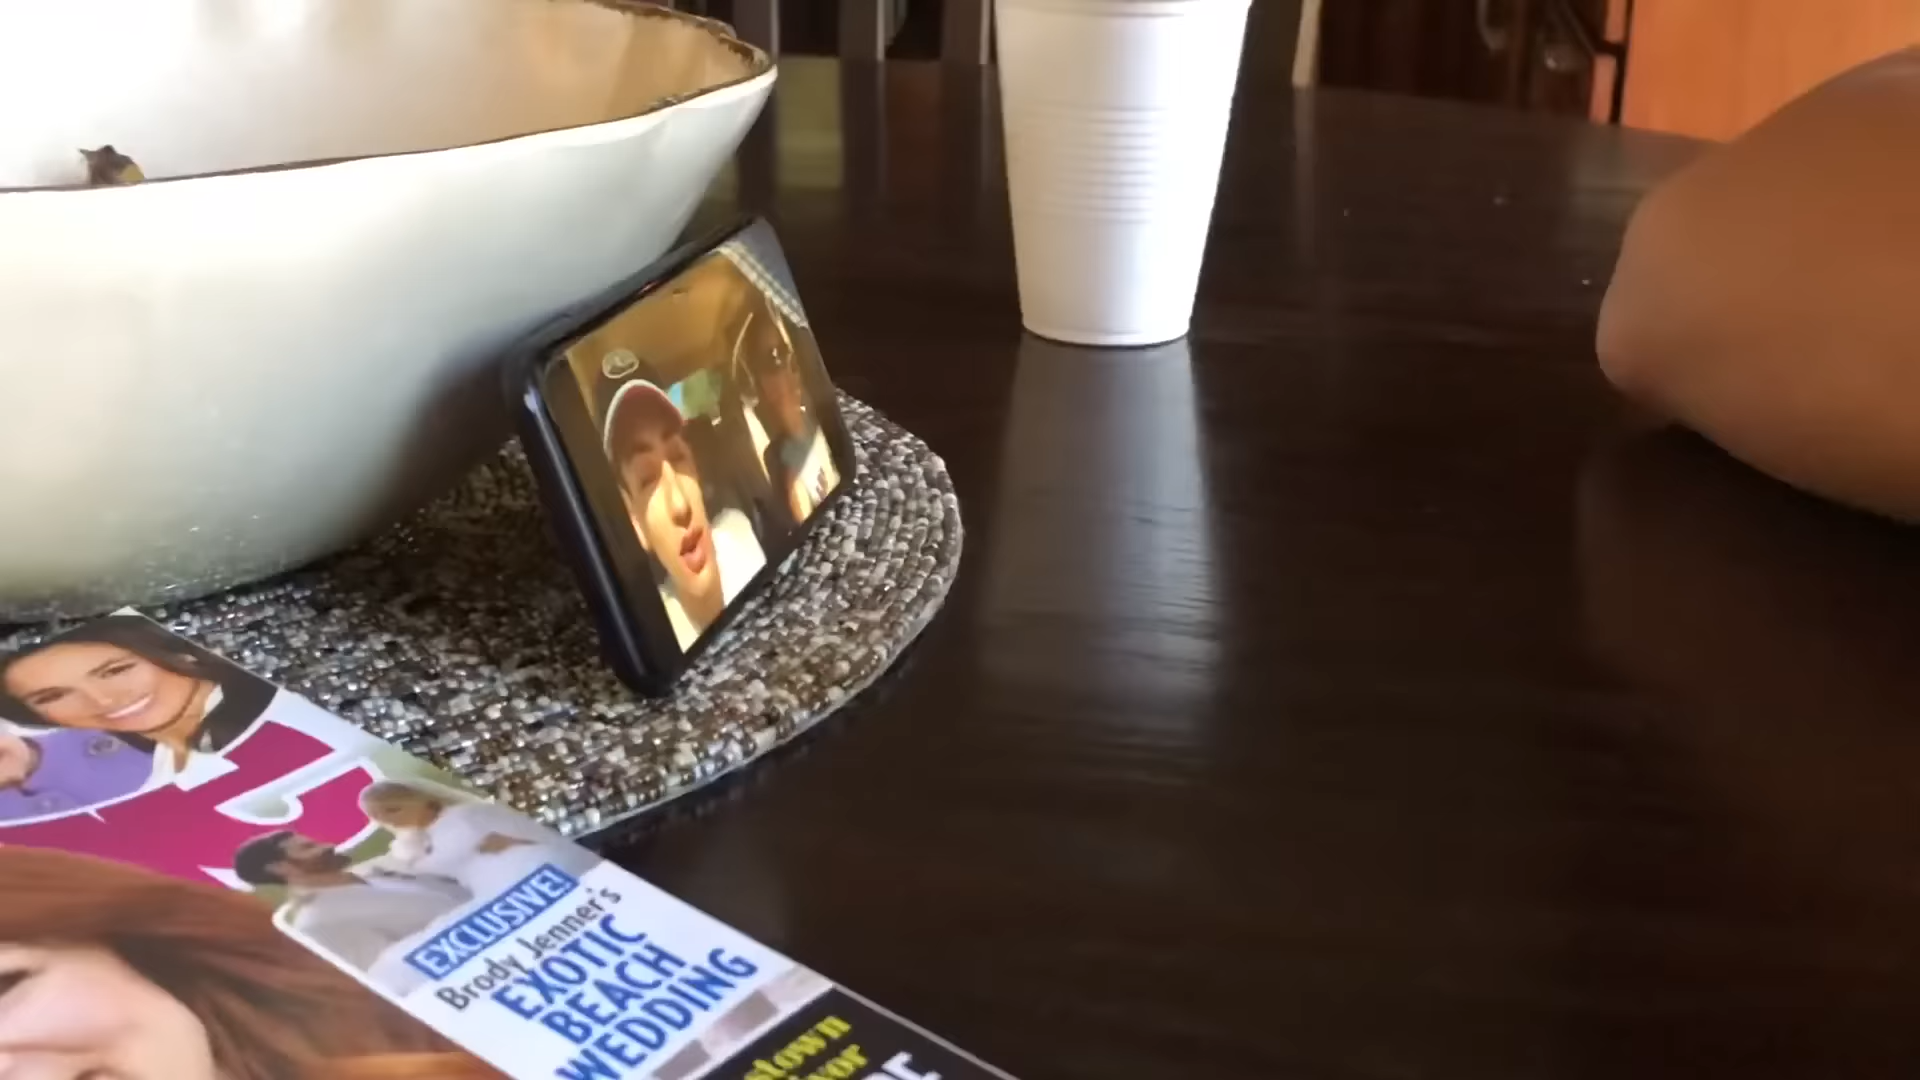 EXCLUSIVE!
Brody Jenner's
EXOTIC
BEACH
WEDDING